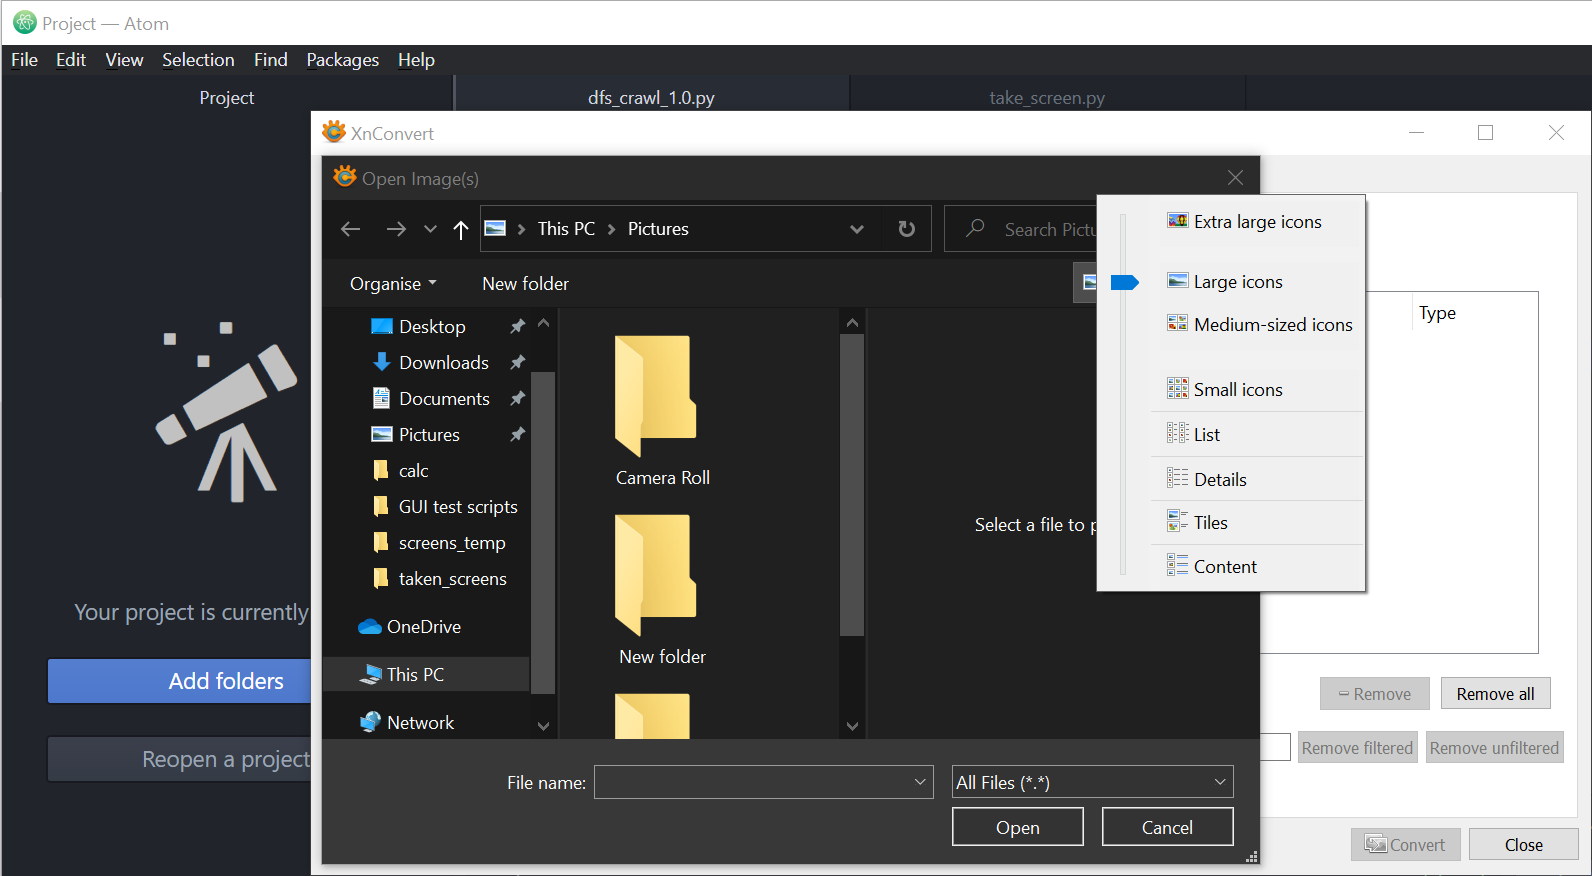 Project — Atom
File Edit View Selection Find Packages Help
Project dfs_crawl_1.0.py take_screen.py
XnConvert
Open Image(s)
This PC Pictures
Search Pictu
Organise New folder
Extra large icons
Large icons
Medium-sized icons
Small icons
List
Details
Tiles
Content
Type
Desktop
Downloads
Documents
Pictures
calc
GUI test scripts
screens_temp
taken_screens
OneDrive
This PC
Network
Camera Roll
New folder
Select a file to p
Your project is currently
Add folders
Reopen a project
Remove Remove all
Remove filtered Remove unfiltered
File name: All Files (*.*)
Open Cancel
Convert Close